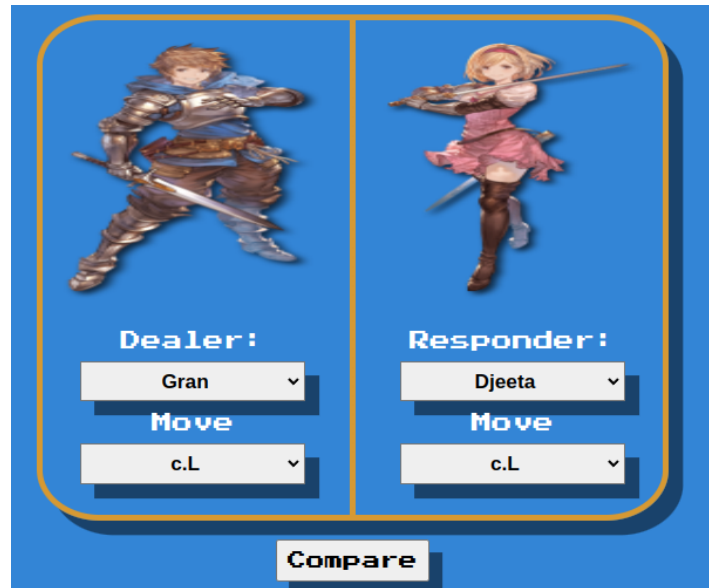 Dealer:
Gran
Move
c.L
Responder:
Djeeta
Move
c.L
Compare